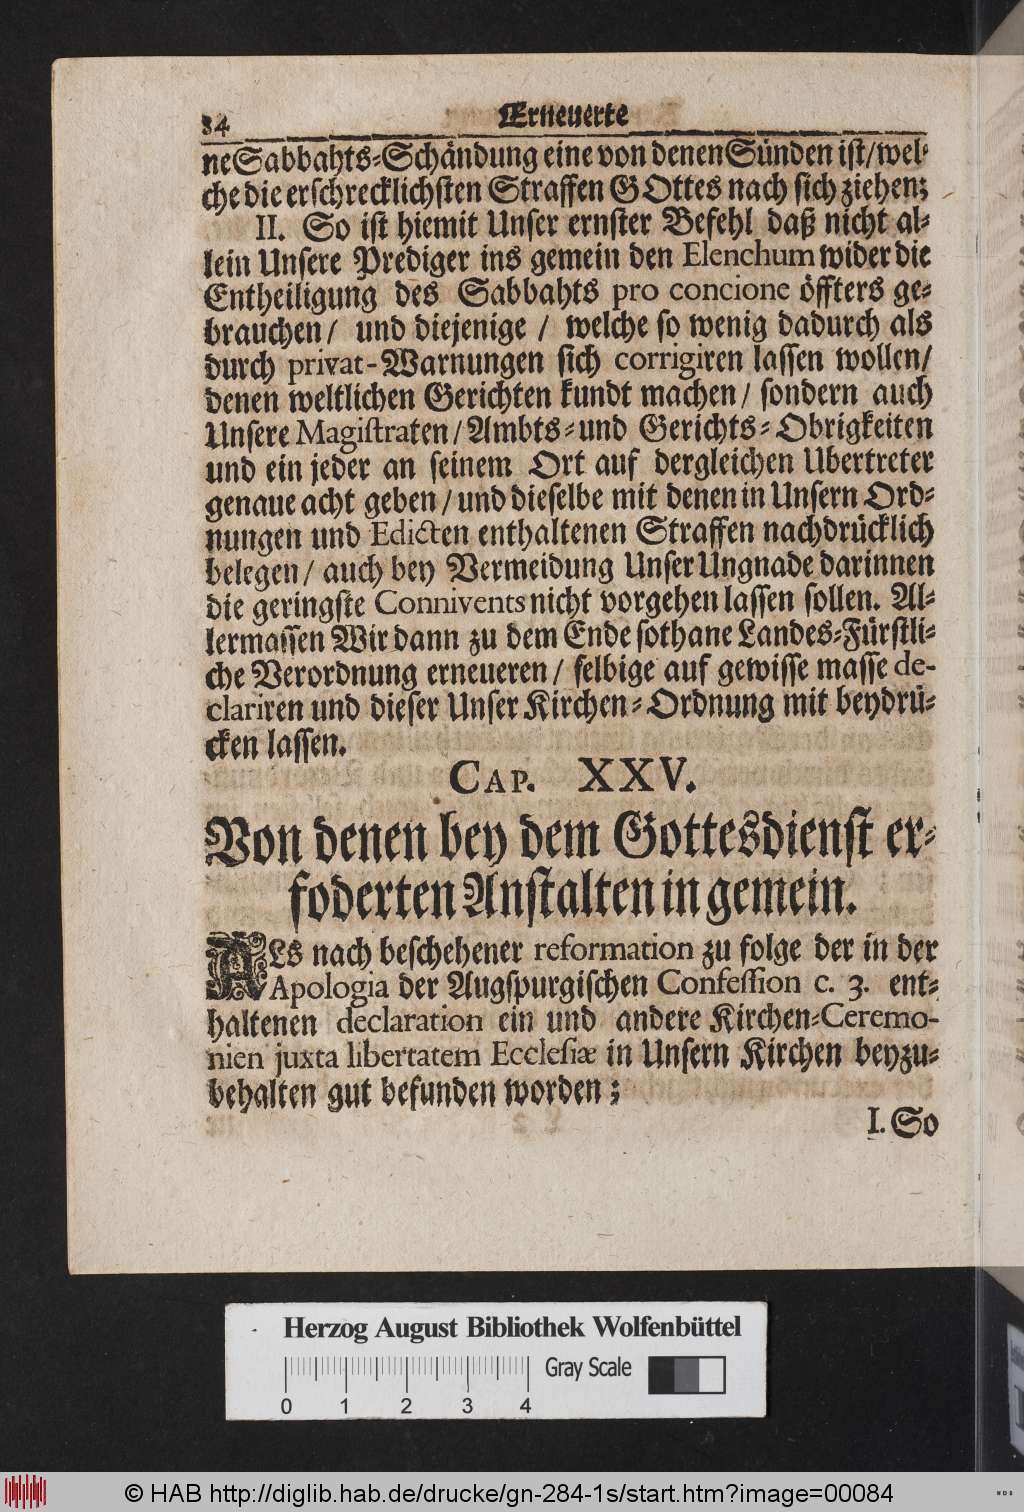 84 Erneuerte
ne Sabbahts-Schändung eine von denen Sünden ist/wel-
che die erschrecklichsten Straffen GOttes nach sich ziehen;
II. So ist hiemit Unser ernster Befehl daß nicht al-
lein Unsere Prediger ins gemein den Elenchum wider die
Entheiligung des Sabbahts pro concione öffters ge-
brauchen/ und diejenige / welche so wenig dadurch als
durch privat-Warnungen sich corrigiren lassen wollen/
denen weltlichen Gerichten kundt machen/ sondern auch
Unsere Magistraten/Ambts-und Gerichts-Obrigkeiten
und ein jeder an seinem Ort auf dergleichen Ubertreter
genaue acht geben/und dieselbe mit denen in Unsern Ord-
nungen und Edicten enthaltenen Straffen nachdrücklich
belegen/ auch bey Vermeidung Unser Ungnade darinnen
die geringste Connivents nicht vorgehen lassen sollen. Al-
lermassen Wir dann zu dem Ende sothane Landes-Fürstli-
che Verordnung erneueren/ selbige auf gewisse masse de-
clariren und dieser Unser Kirchen-Ordnung mit beydrü-
cken lassen.
CAP. XXV.
Von denen bey dem Gottesdienst er-
foderten Anstalten in gemein.
ALs nach beschehener reformation zu folge der in der
Apologia der Augspurgischen Confession c. 3. ent-
haltenen declaration ein und andere Kirchen-Ceremo-
nien juxta libertatem Ecclesiæ in Unsern Kirchen beyzu-
behalten gut befunden worden;
I. So
Herzog August Bibliothek Wolfenbüttel
Gray Scale
0 1 2 3 4
© HAB http://diglib.hab.de/drucke/gn-284-1s/start.htm?image=00084